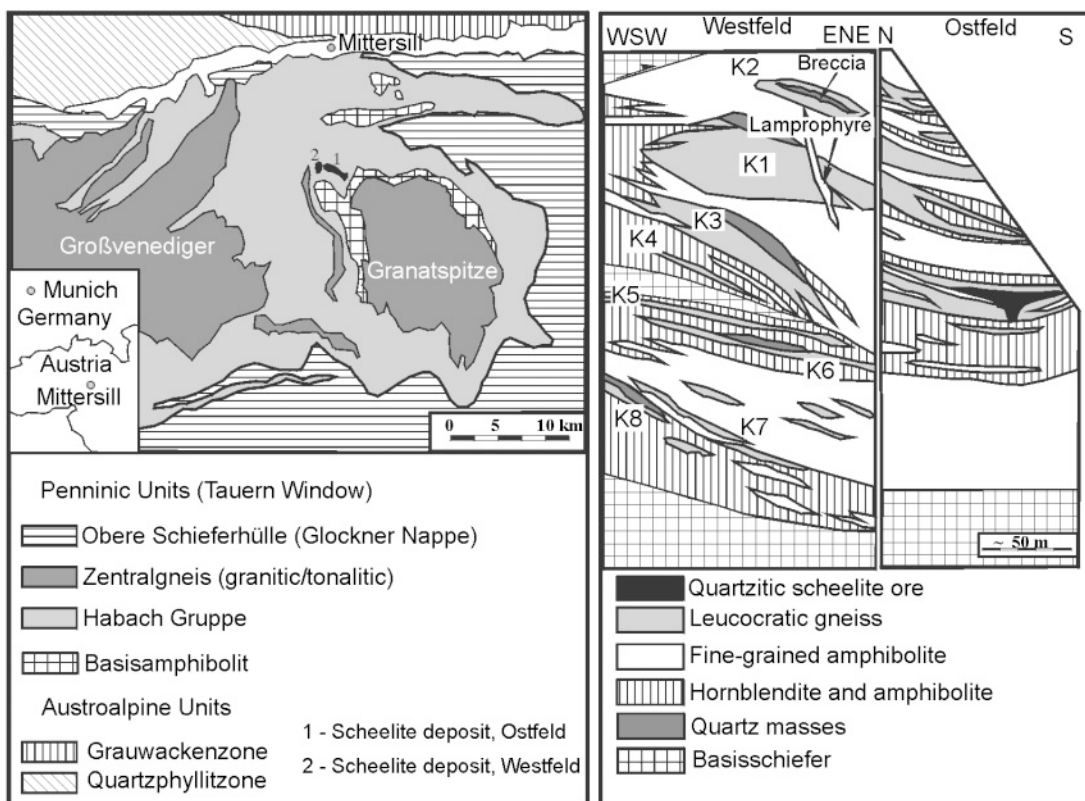 Mittersill
2
1
Großvenediger
Granatspitze
Munich
Germany
Austria
Mittersill
0 5 10 km
Penninic Units (Tauern Window)
Obere Schieferhülle (Glockner Nappe)
Zentralgneis (granitic/tonalitic)
Habach Gruppe
Basisamphibolit
Austroalpine Units
Grauwackenzone
Quartzphyllitzone
1 - Scheelite deposit, Ostfeld
2 - Scheelite deposit, Westfeld
Westfeld
WSW ENE
Ostfeld
N S
K2
Breccia
Lamprophyre
K1
K3
K4
K5
K6
K7
K8
~ 50 m
Quartzitic scheelite ore
Leucocratic gneiss
Fine-grained amphibolite
Hornblendite and amphibolite
Quartz masses
Basisschiefer